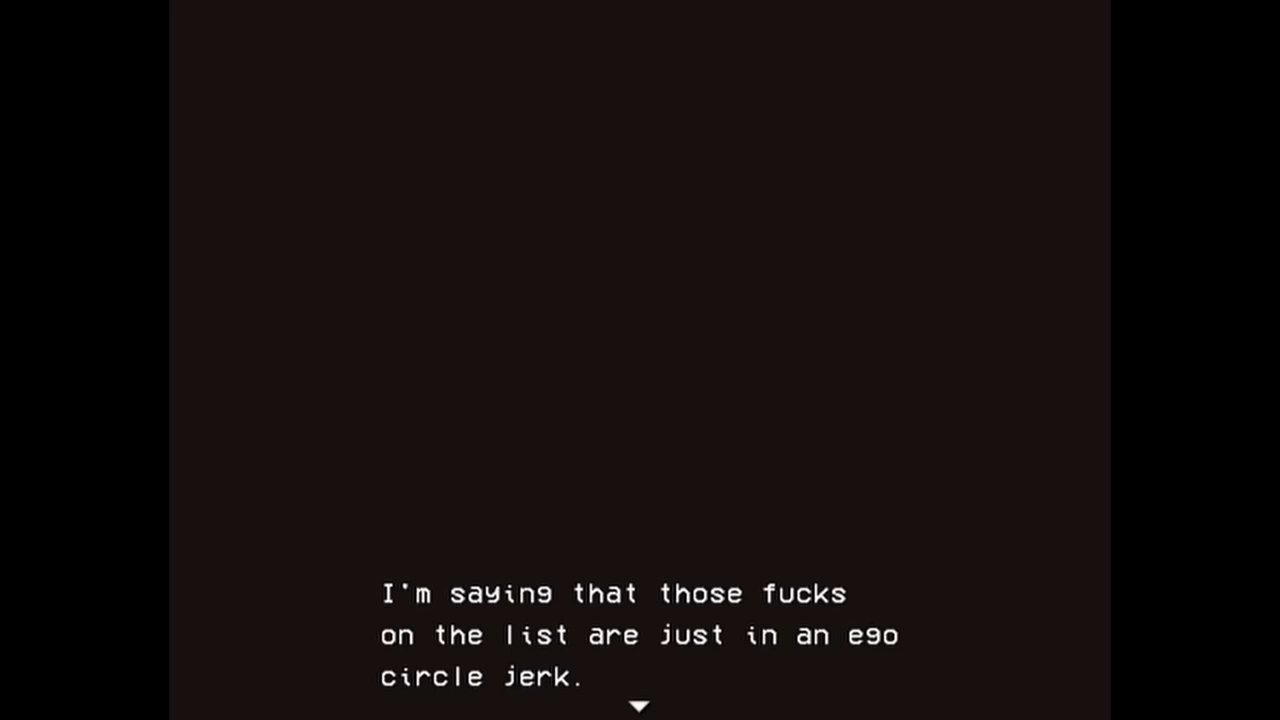 I'm saying that those fucks
on the list are just in an ego
circle jerk.